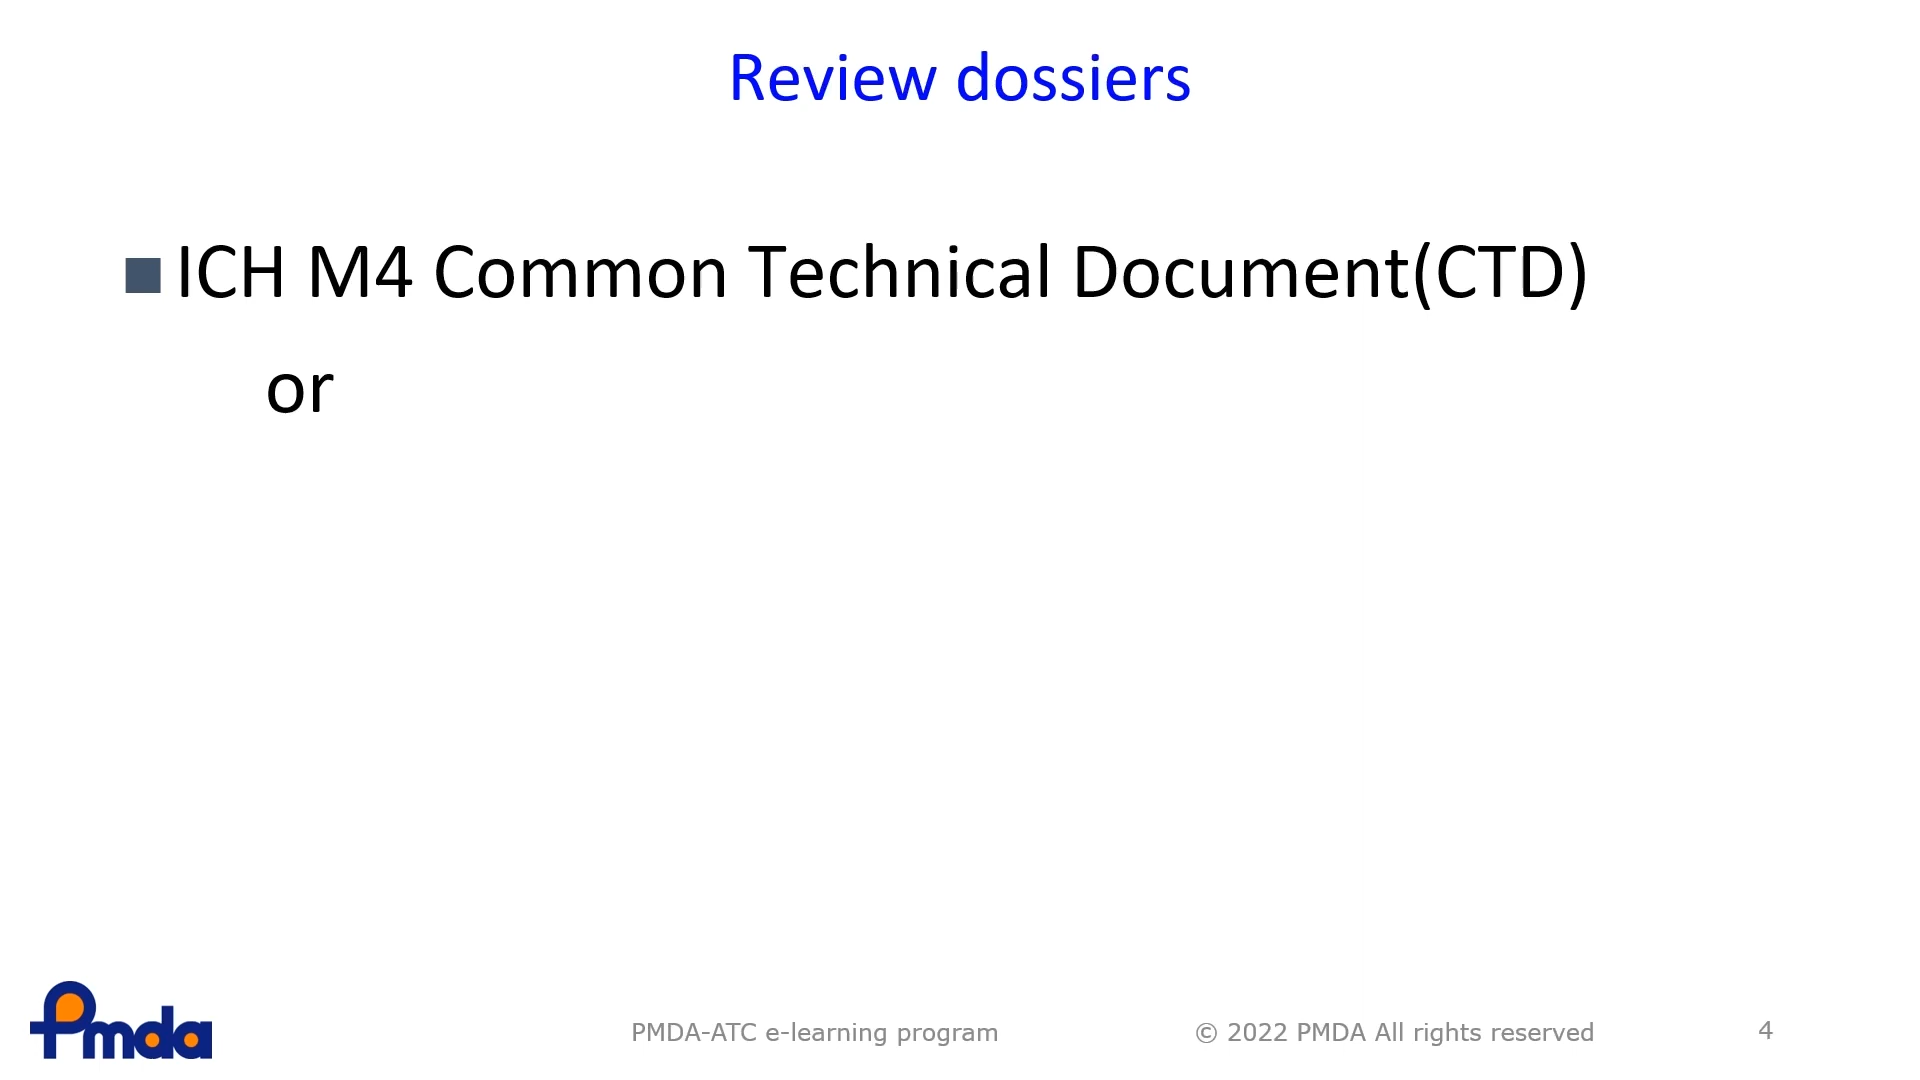 Review dossiers
■ ICH M4 Common Technical Document(CTD)
or
Pmda
PMDA-ATC e-learning program
© 2022 PMDA All rights reserved
4